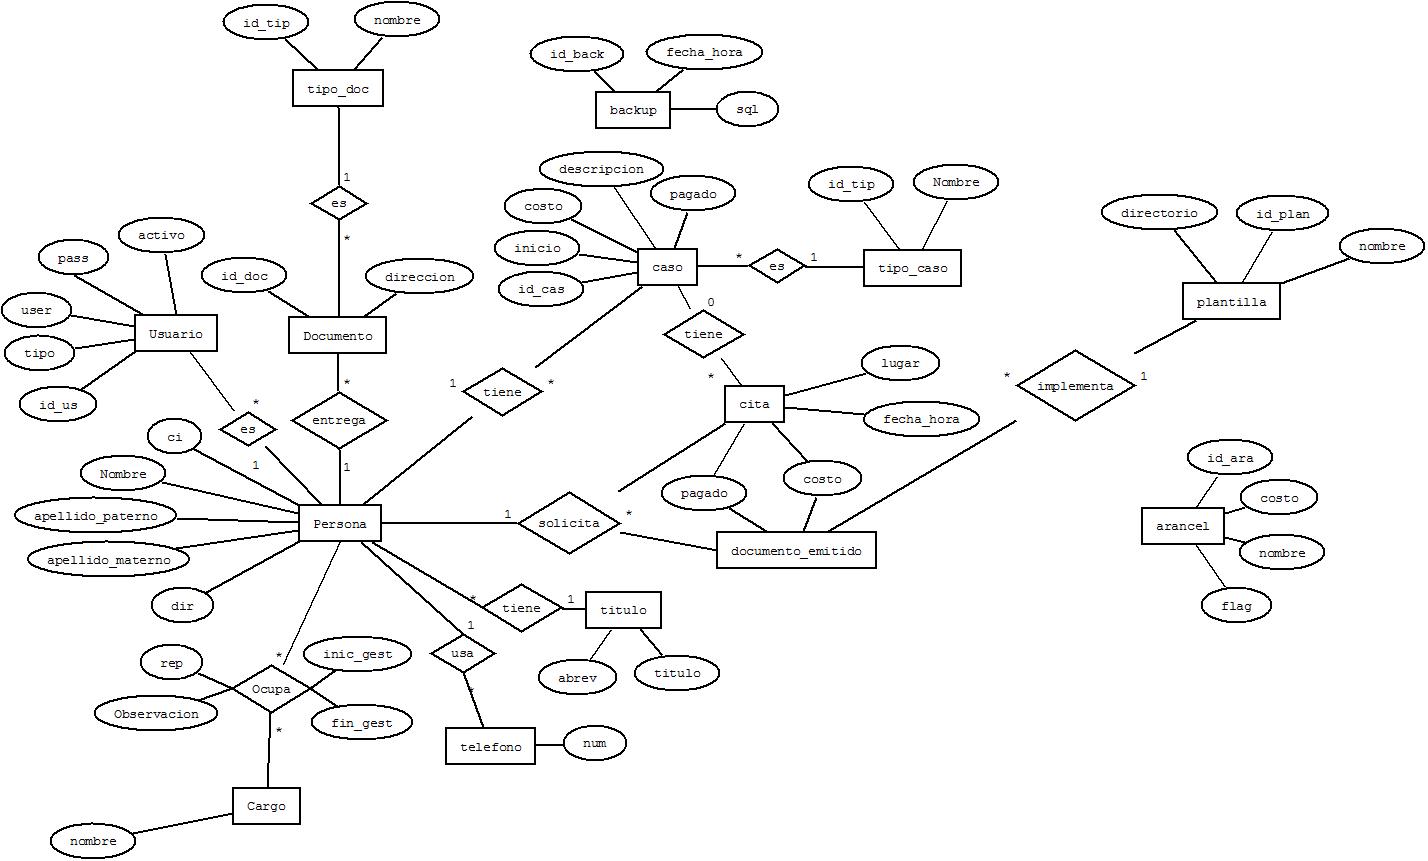 id_tip
nombre
tipo_doc
id_back
fecha_hora
backup
sql
1
es
*
descripcion
pagado
costo
inicio
id_cas
caso
*
es
1
tipo_caso
id_tip
Nombre
directorio
id_plan
nombre
plantilla
activo
pass
user
tipo
id_us
Usuario
id_doc
direccion
Documento
0
tiene
*
*
entrega
1
*
es
1
1
tiene
*
lugar
cita
fecha_hora
*
implementa
1
ci
Nombre
apellido_paterno
apellido_materno
dir
Persona
pagado
costo
1
solicita
*
documento_emitido
id_ara
costo
arancel
nombre
flag
*
tiene
1
titulo
abrev
titulo
1
usa
*
telefono
num
*
rep
inic_gest
Ocupa
Observacion
fin_gest
*
Cargo
nombre